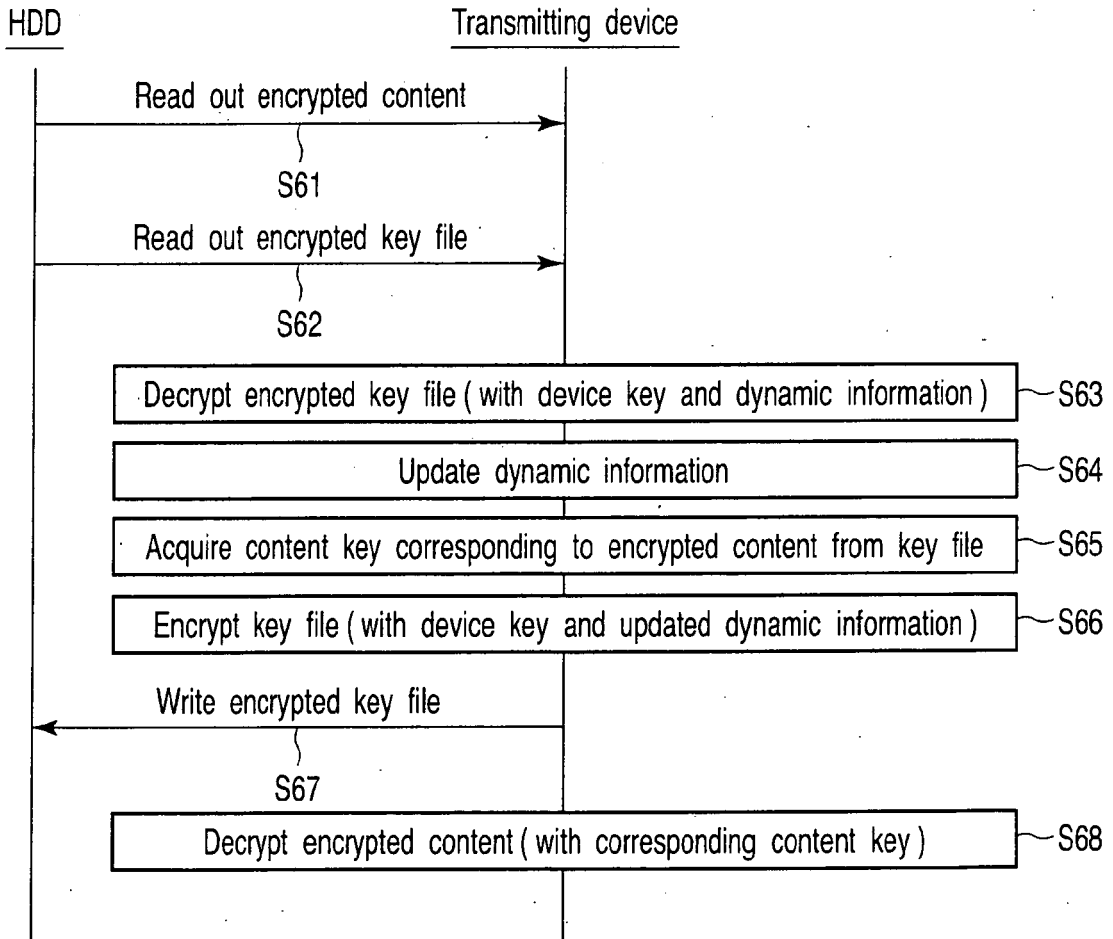 HDD
Transmitting device
Read out encrypted content
S61
Read out encrypted key file
S62
Decrypt encrypted key file (with device key and dynamic information)
S63
Update dynamic information
S64
Acquire content key corresponding to encrypted content from key file
S65
Encrypt key file (with device key and updated dynamic information)
S66
Write encrypted key file
S67
Decrypt encrypted content (with corresponding content key)
S68